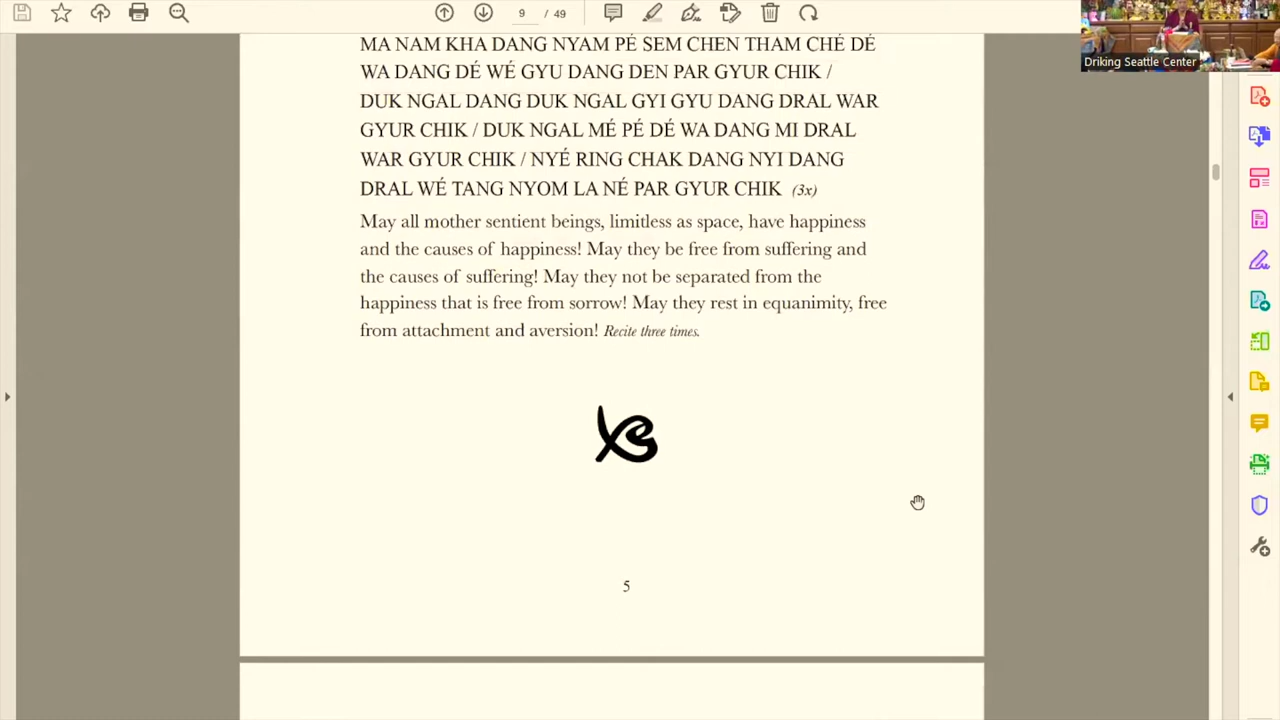 9 / 49
Driking Seattle Center
MA NAM KHA DANG NYAM PÉ SEM CHEN THAM CHÉ DÉ
WA DANG DÉ WÉ GYU DANG DEN PAR GYUR CHIK /
DUK NGAL DANG DUK NGAL GYI GYU DANG DRAL WAR
GYUR CHIK / DUK NGAL MÉ PÉ DÉ WA DANG MI DRAL
WAR GYUR CHIK / NYÉ RING CHAK DANG NYI DANG
DRAL WÉ TANG NYOM LA NÉ PAR GYUR CHIK (3x)
May all mother sentient beings, limitless as space, have happiness
and the causes of happiness! May they be free from suffering and
the causes of suffering! May they not be separated from the
happiness that is free from sorrow! May they rest in equanimity, free
from attachment and aversion! Recite three times.
5